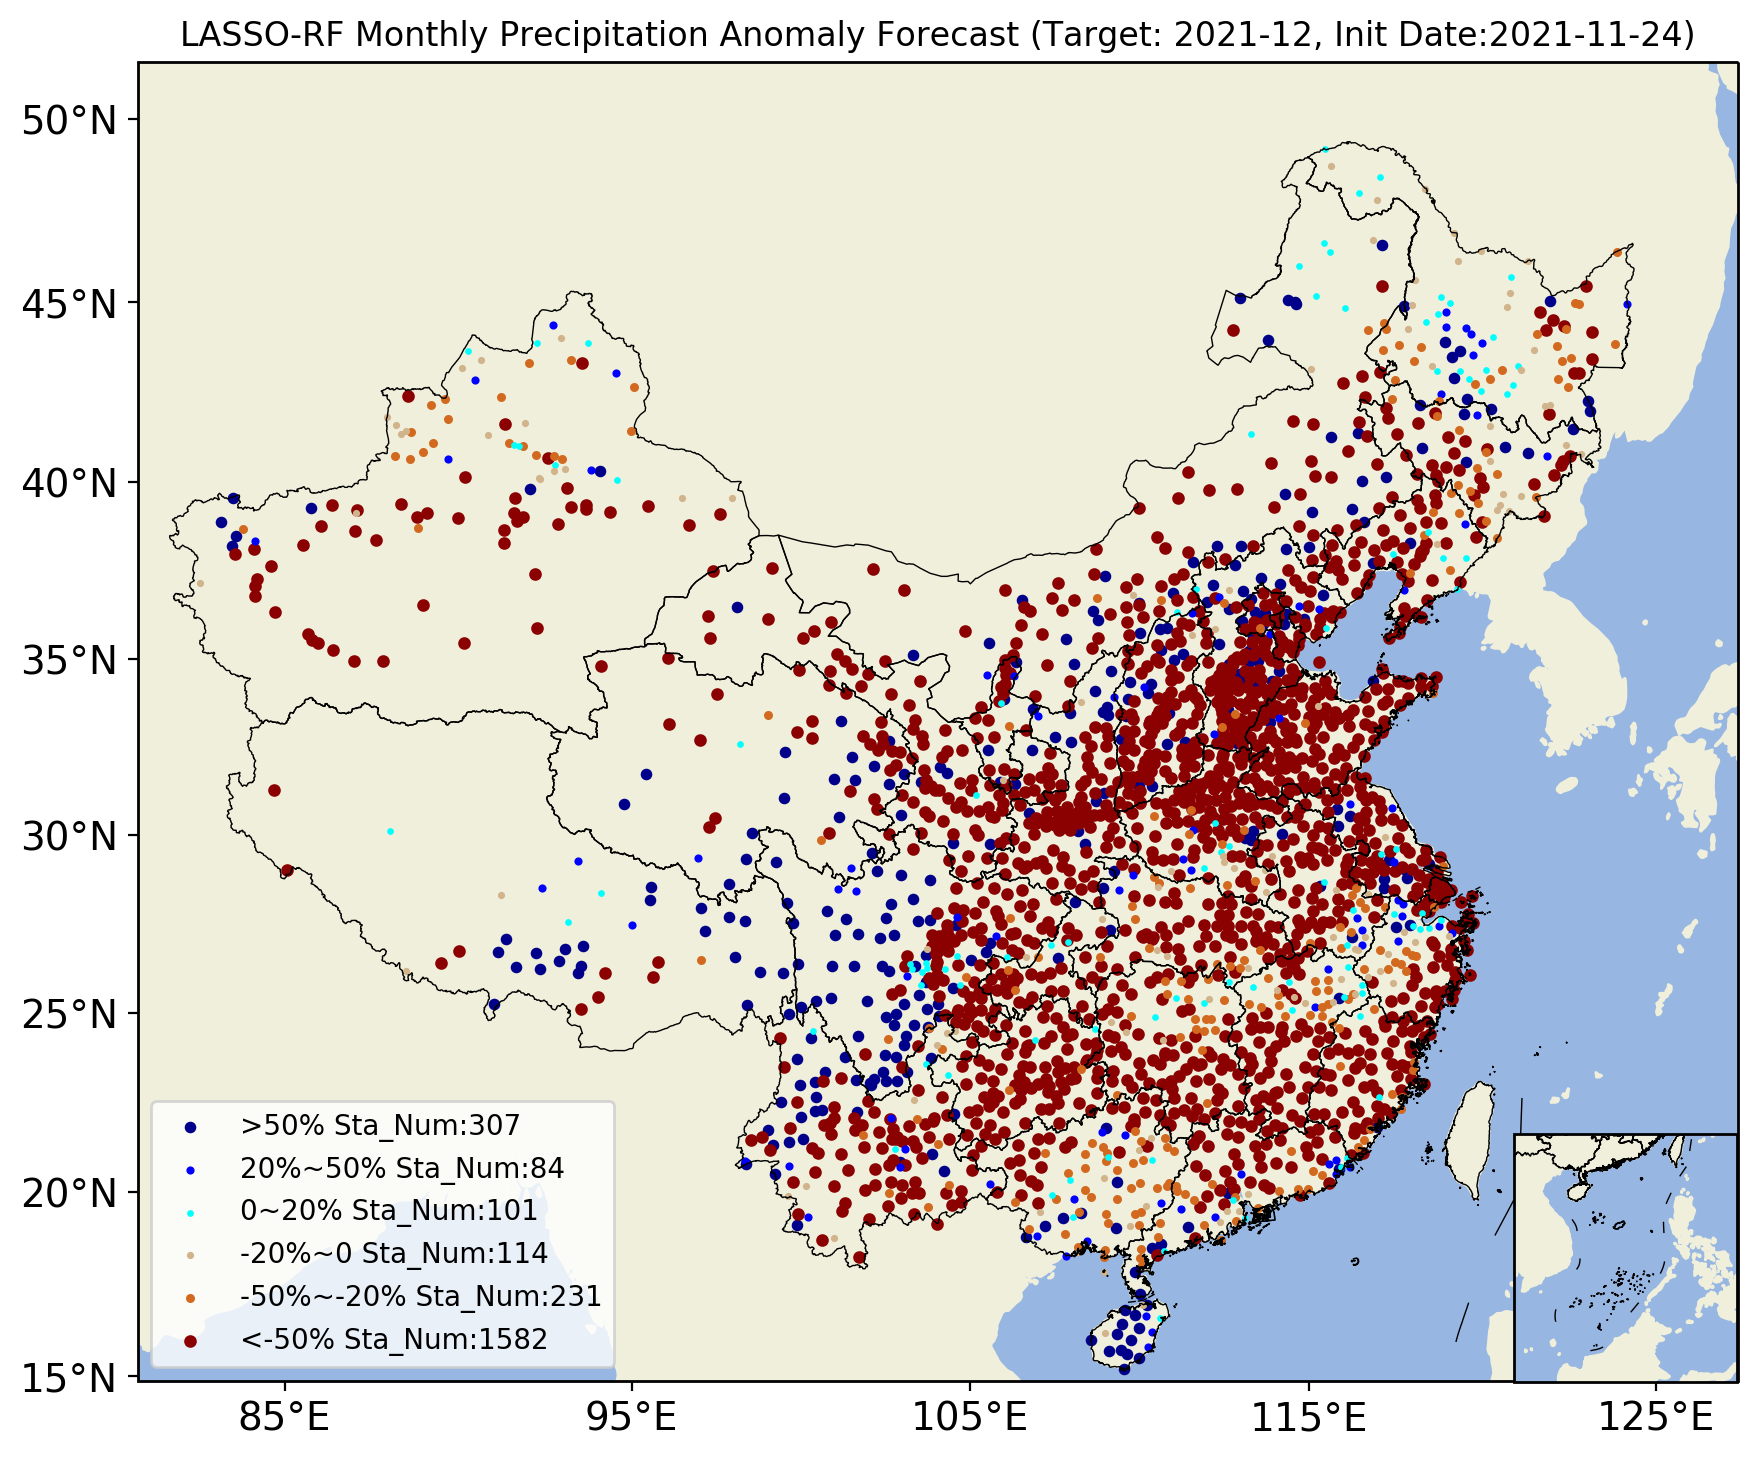 LASSO-RF Monthly Precipitation Anomaly Forecast (Target: 2021-12, Init Date:2021-11-24)
50°N
45°N
40°N
35°N
30°N
25°N
20°N
15°N
>50% Sta_Num:307
20%~50% Sta_Num:84
0~20% Sta_Num:101
-20%~0 Sta_Num:114
-50%~-20% Sta_Num:231
<-50% Sta_Num:1582
85°E
95°E
105°E
115°E
125°E